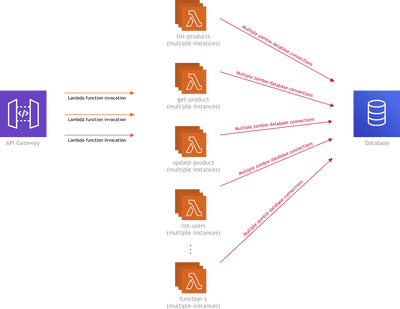 list-products
(multiple instances)
Multiple zombie database connections
get-product
(multiple instances)
Multiple zombie database connections
Lambda function invocation
Lambda function invocation
Lambda function invocation
API Gateway
Multiple zombie database connections
Database
update product
(multiple instances)
Multiple zombie database connections
list-users
(multiple-instances)
Multiple zombie database connections
function-x
(multiple-instances)